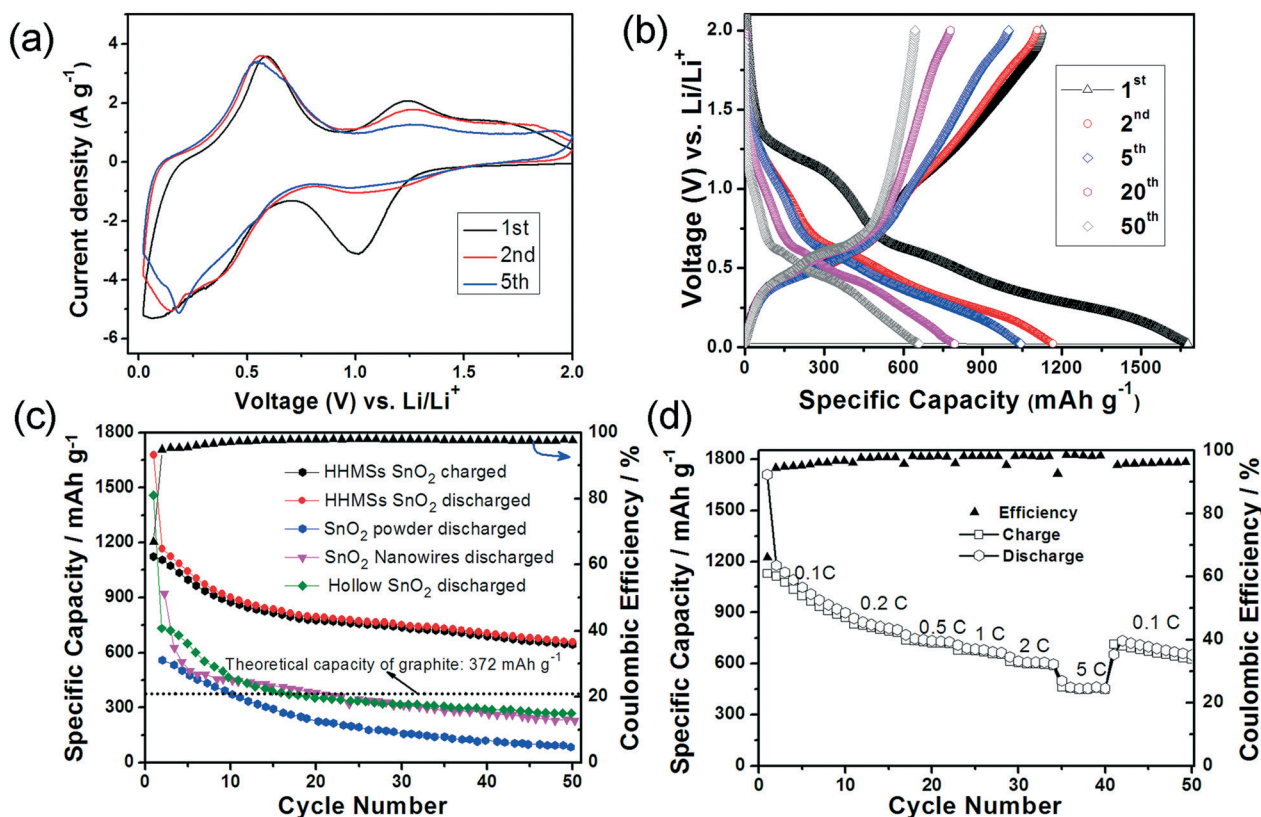 (a)
4
2
0
-2
-4
-6
Current density (A g⁻¹)
1st
2nd
5th
0.0 0.5 1.0 1.5 2.0
Voltage (V) vs. Li/Li⁺
(b)
2.0
1.5
1.0
0.5
0.0
Voltage (V) vs. Li/Li⁺
1ˢᵗ
2ⁿᵈ
5ᵗʰ
20ᵗʰ
50ᵗʰ
0 300 600 900 1200 1500
Specific Capacity (mAh g⁻¹)
(c)
1800
1500
1200
900
600
300
0
Specific Capacity / mAh g⁻¹
HHMSs SnO₂ charged
HHMSs SnO₂ discharged
SnO₂ powder discharged
SnO₂ Nanowires discharged
Hollow SnO₂ discharged
Theoretical capacity of graphite: 372 mAh g⁻¹
100
80
60
40
20
0
Coulombic Efficiency / %
0 10 20 30 40 50
Cycle Number
(d)
1800
1500
1200
900
600
300
0
Specific Capacity / mAh g⁻¹
Efficiency
Charge
Discharge
0.1C
0.2 C
0.5 C
1 C
2 C
5 C
0.1 C
100
80
60
40
20
0
Coulombic Efficiency / %
0 10 20 30 40 50
Cycle Number